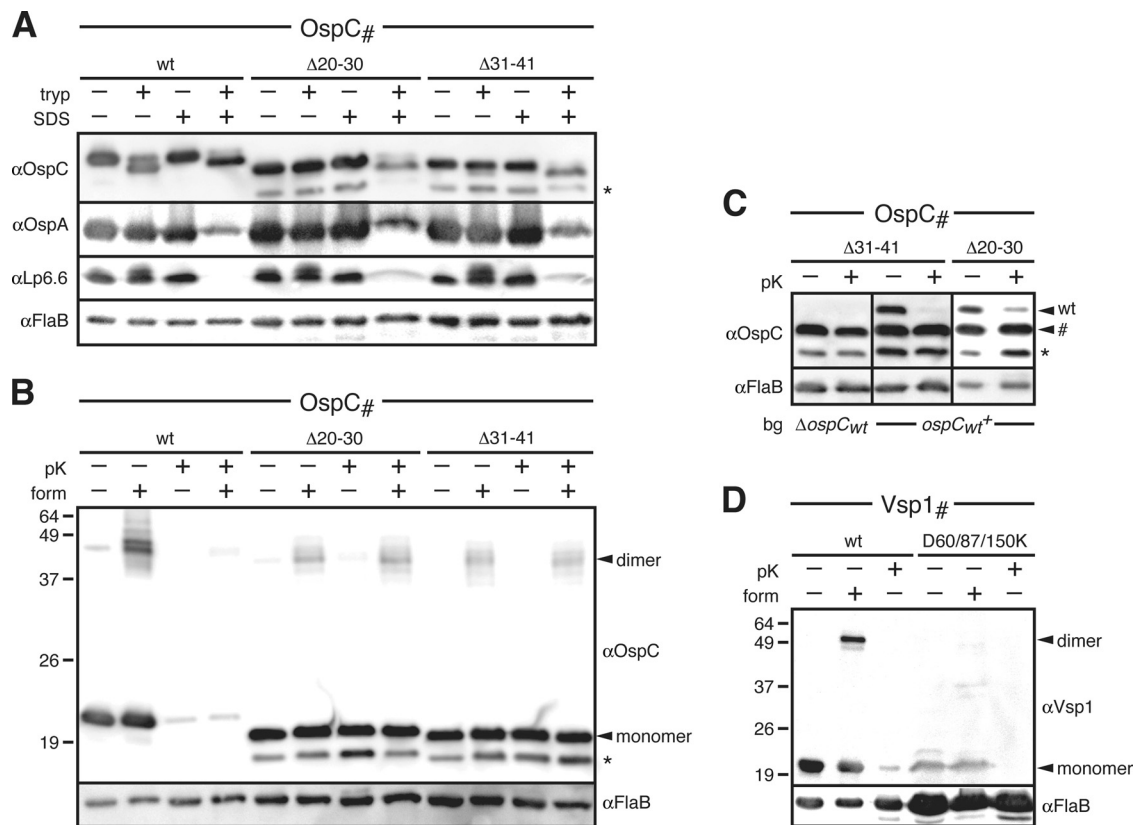 A
OspC#
wt Δ20-30 Δ31-41
tryp − + − + − + − + − + − +
SDS − − + + − − + + − − + +
αOspC
*
αOspA
αLp6.6
αFlaB
B
OspC#
wt Δ20-30 Δ31-41
pK − − + + − − + + − − + +
form − + − + − + − + − + − +
64
49
dimer
37
26
αOspC
19
monomer
*
αFlaB
C
OspC#
Δ31-41 Δ20-30
pK − + − + − +
wt
αOspC
#
*
αFlaB
bg ΔospCwt ospCwt+
D
Vsp1#
wt D60/87/150K
pK − − + − − +
form − + − − + −
64
49
dimer
37
αVsp1
26
19
monomer
αFlaB